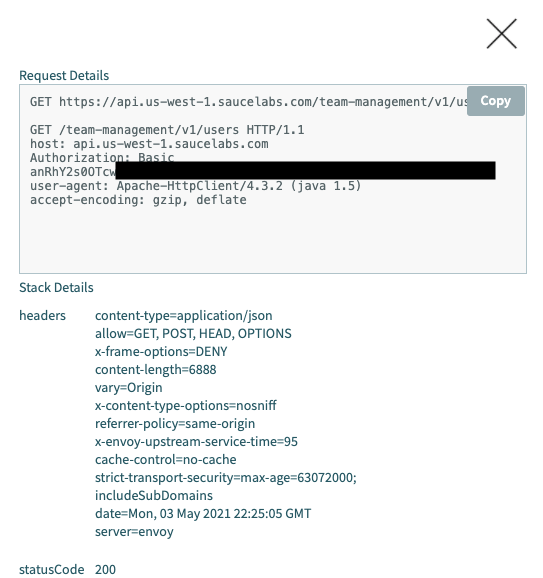 Request Details
GET https://api.us-west-1.saucelabs.com/team-management/v1/us
Copy
GET /team-management/v1/users HTTP/1.1
host: api.us-west-1.saucelabs.com
Authorization: Basic
anRhY2s0OTcw
user-agent: Apache-HttpClient/4.3.2 (java 1.5)
accept-encoding: gzip, deflate
Stack Details
headers content-type=application/json
allow=GET, POST, HEAD, OPTIONS
x-frame-options=DENY
content-length=6888
vary=Origin
x-content-type-options=nosniff
referrer-policy=same-origin
x-envoy-upstream-service-time=95
cache-control=no-cache
strict-transport-security=max-age=63072000;
includeSubDomains
date=Mon, 03 May 2021 22:25:05 GMT
server=envoy
statusCode 200